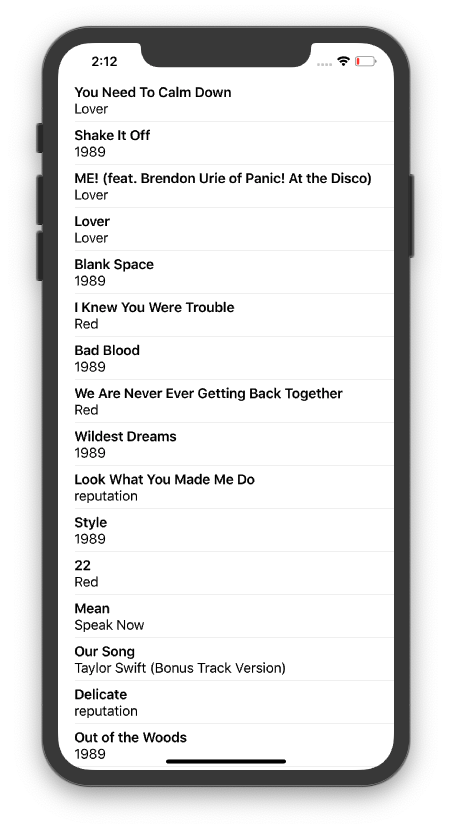 2:12
You Need To Calm Down
Lover
Shake It Off
1989
ME! (feat. Brendon Urie of Panic! At the Disco)
Lover
Lover
Lover
Blank Space
1989
I Knew You Were Trouble
Red
Bad Blood
1989
We Are Never Ever Getting Back Together
Red
Wildest Dreams
1989
Look What You Made Me Do
reputation
Style
1989
22
Red
Mean
Speak Now
Our Song
Taylor Swift (Bonus Track Version)
Delicate
reputation
Out of the Woods
1989